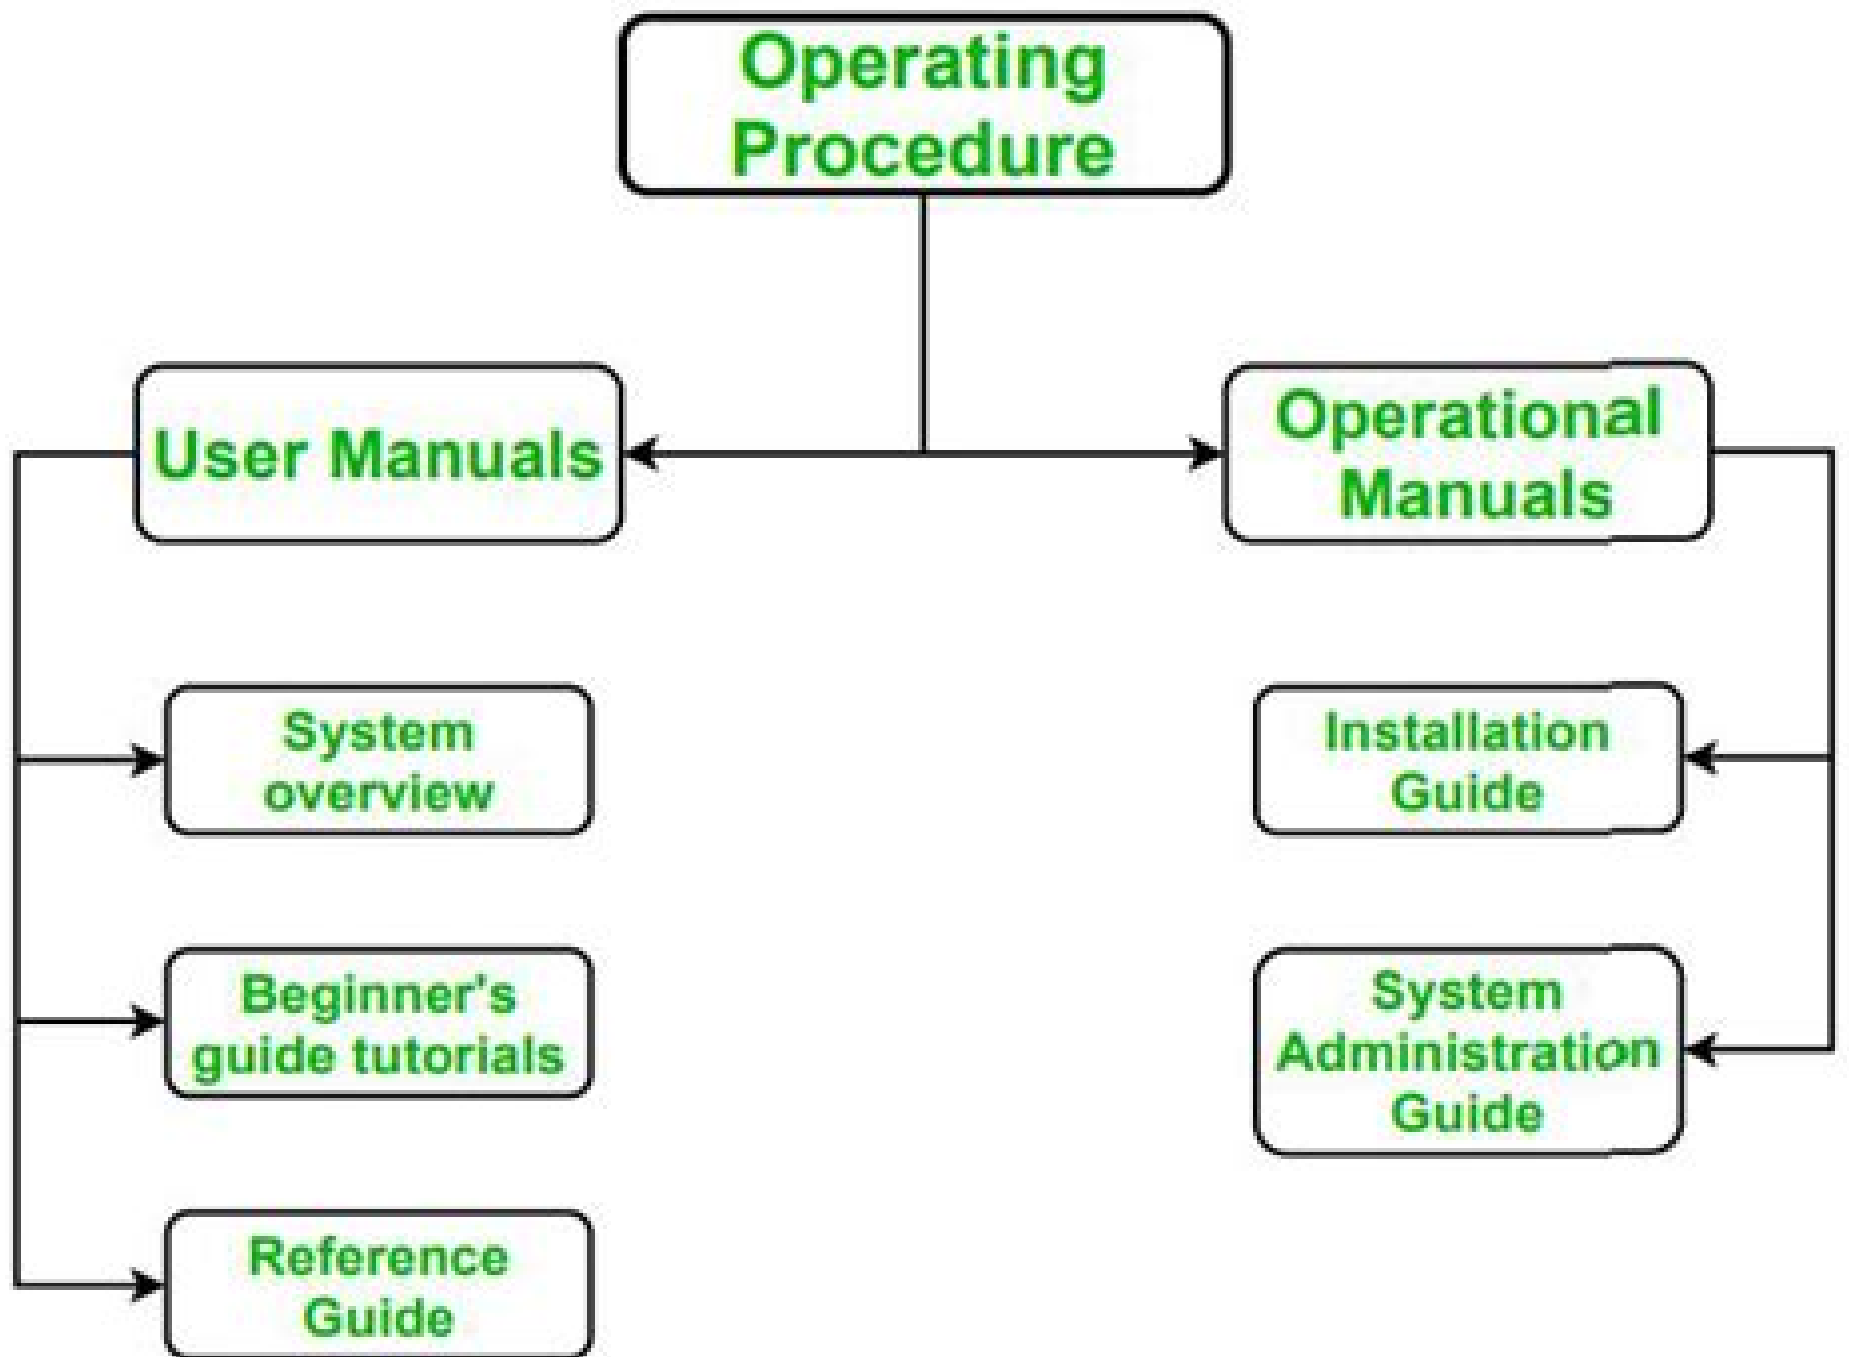 Operating
Procedure
User Manuals
Operational
Manuals
System
overview
Installation
Guide
Beginner's
guide tutorials
System
Administration
Guide
Reference
Guide